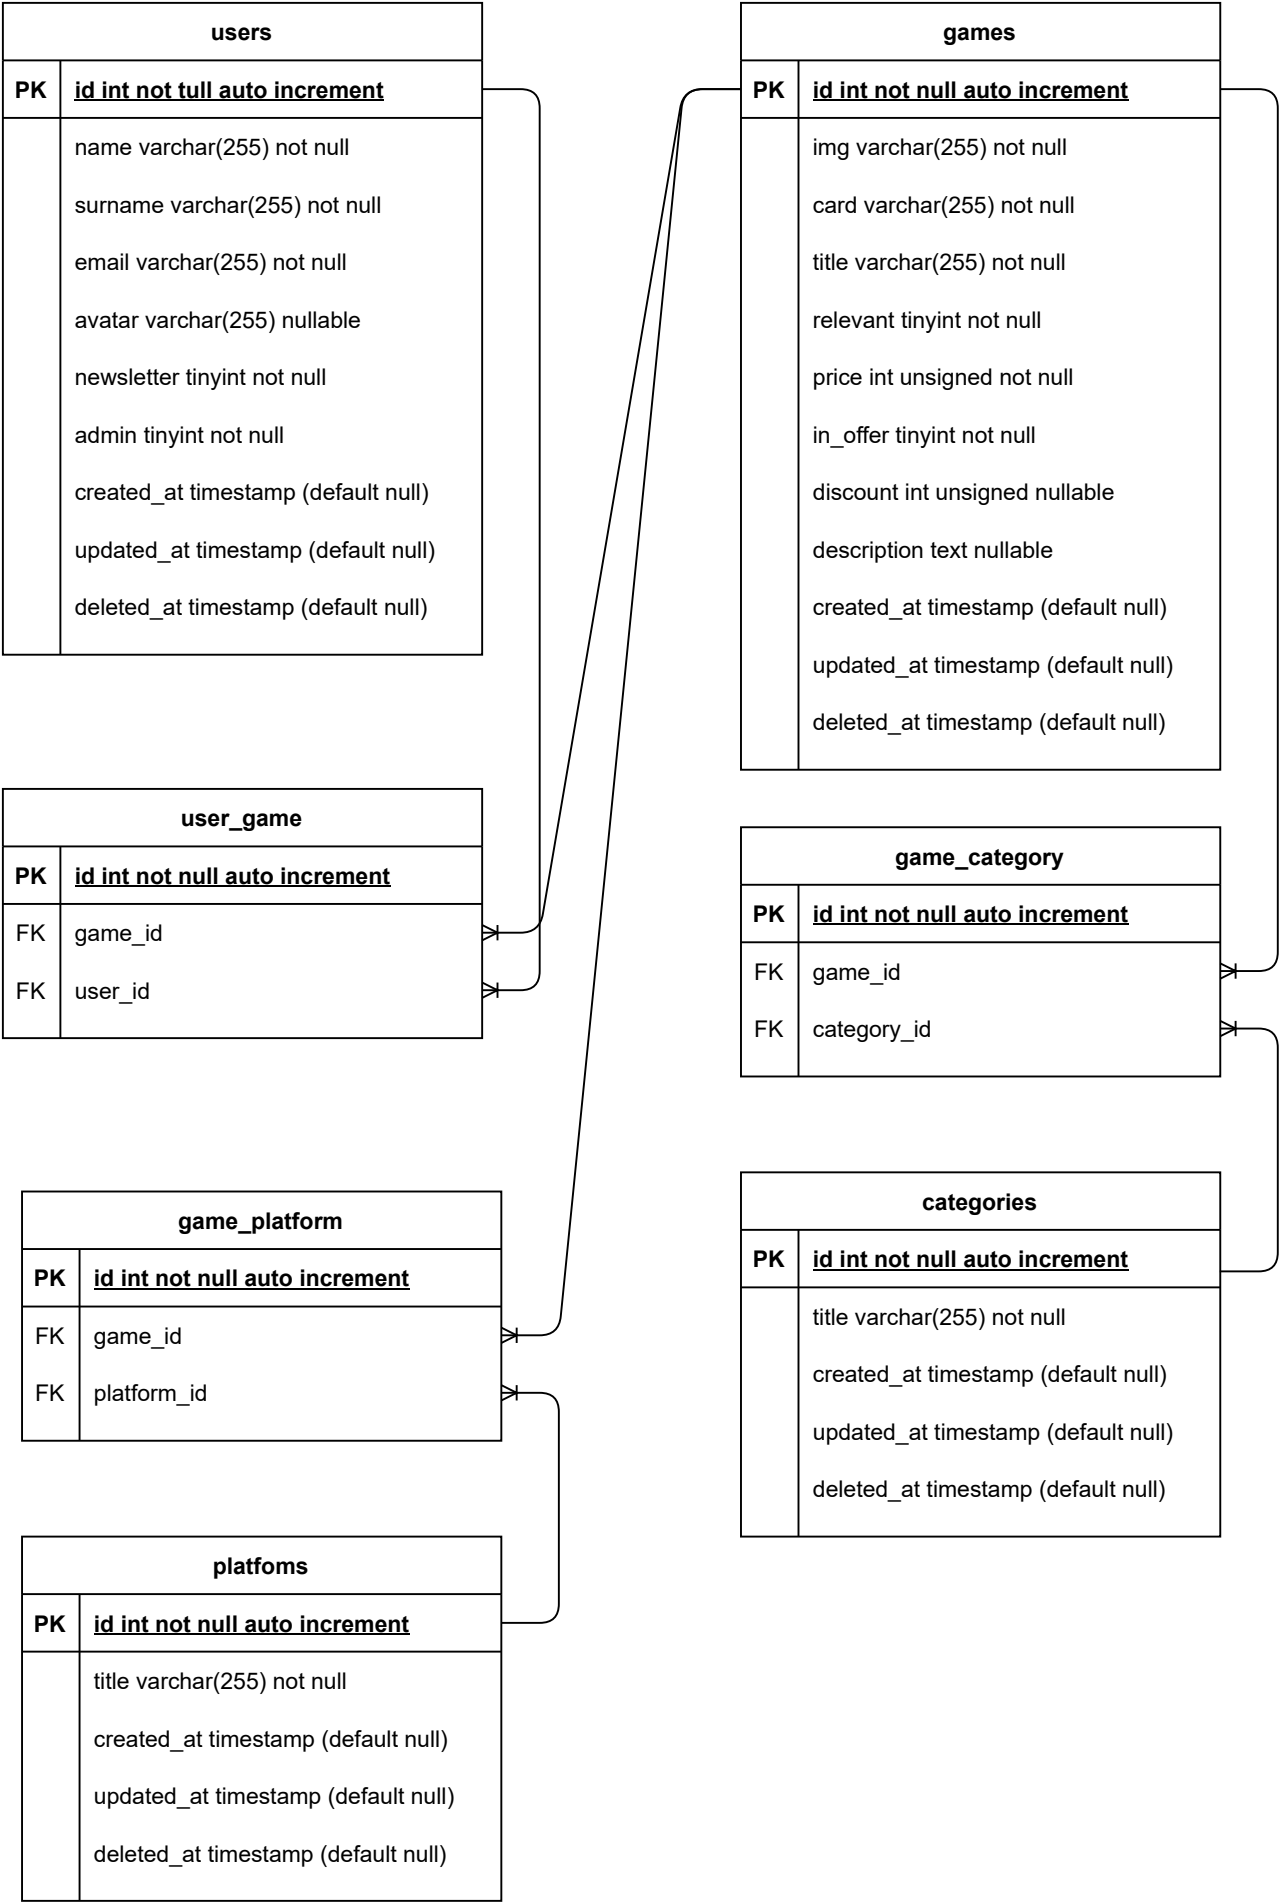 users
PK id int not tull auto increment
name varchar(255) not null
surname varchar(255) not null
email varchar(255) not null
avatar varchar(255) nullable
newsletter tinyint not null
admin tinyint not null
created_at timestamp (default null)
updated_at timestamp (default null)
deleted_at timestamp (default null)
games
PK id int not null auto increment
img varchar(255) not null
card varchar(255) not null
title varchar(255) not null
relevant tinyint not null
price int unsigned not null
in_offer tinyint not null
discount int unsigned nullable
description text nullable
created_at timestamp (default null)
updated_at timestamp (default null)
deleted_at timestamp (default null)
user_game
PK id int not null auto increment
FK game_id
FK user_id
game_category
PK id int not null auto increment
FK game_id
FK category_id
game_platform
PK id int not null auto increment
FK game_id
FK platform_id
categories
PK id int not null auto increment
title varchar(255) not null
created_at timestamp (default null)
updated_at timestamp (default null)
deleted_at timestamp (default null)
platfoms
PK id int not null auto increment
title varchar(255) not null
created_at timestamp (default null)
updated_at timestamp (default null)
deleted_at timestamp (default null)